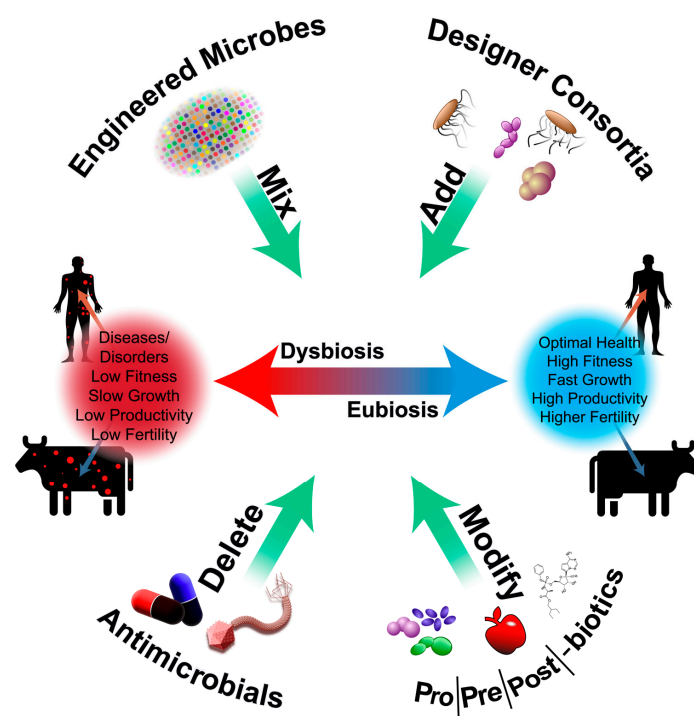 Engineered Microbes
Designer Consortia
Mix
Add
Diseases/
Disorders
Low Fitness
Slow Growth
Low Productivity
Low Fertility
Dysbiosis
Eubiosis
Optimal Health
High Fitness
Fast Growth
High Productivity
Higher Fertility
Delete
Modify
Antimicrobials
Pro|Pre|Post|-biotics